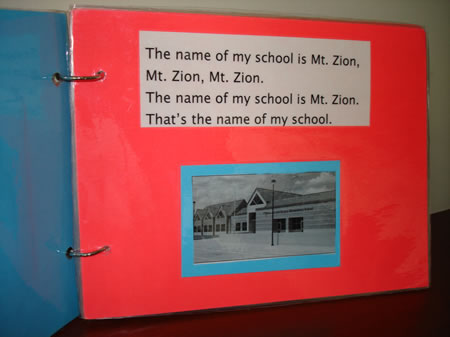 The name of my school is Mt. Zion,
Mt. Zion, Mt. Zion.
The name of my school is Mt. Zion.
That's the name of my school.